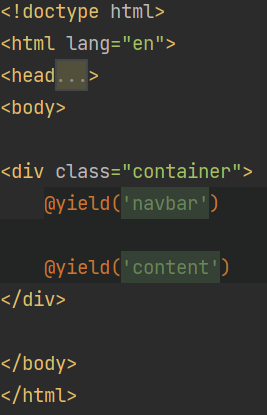 <!doctype html>
<html lang="en">
<head...>
<body>
<div class="container">
@yield('navbar')
@yield('content')
</div>
</body>
</html>